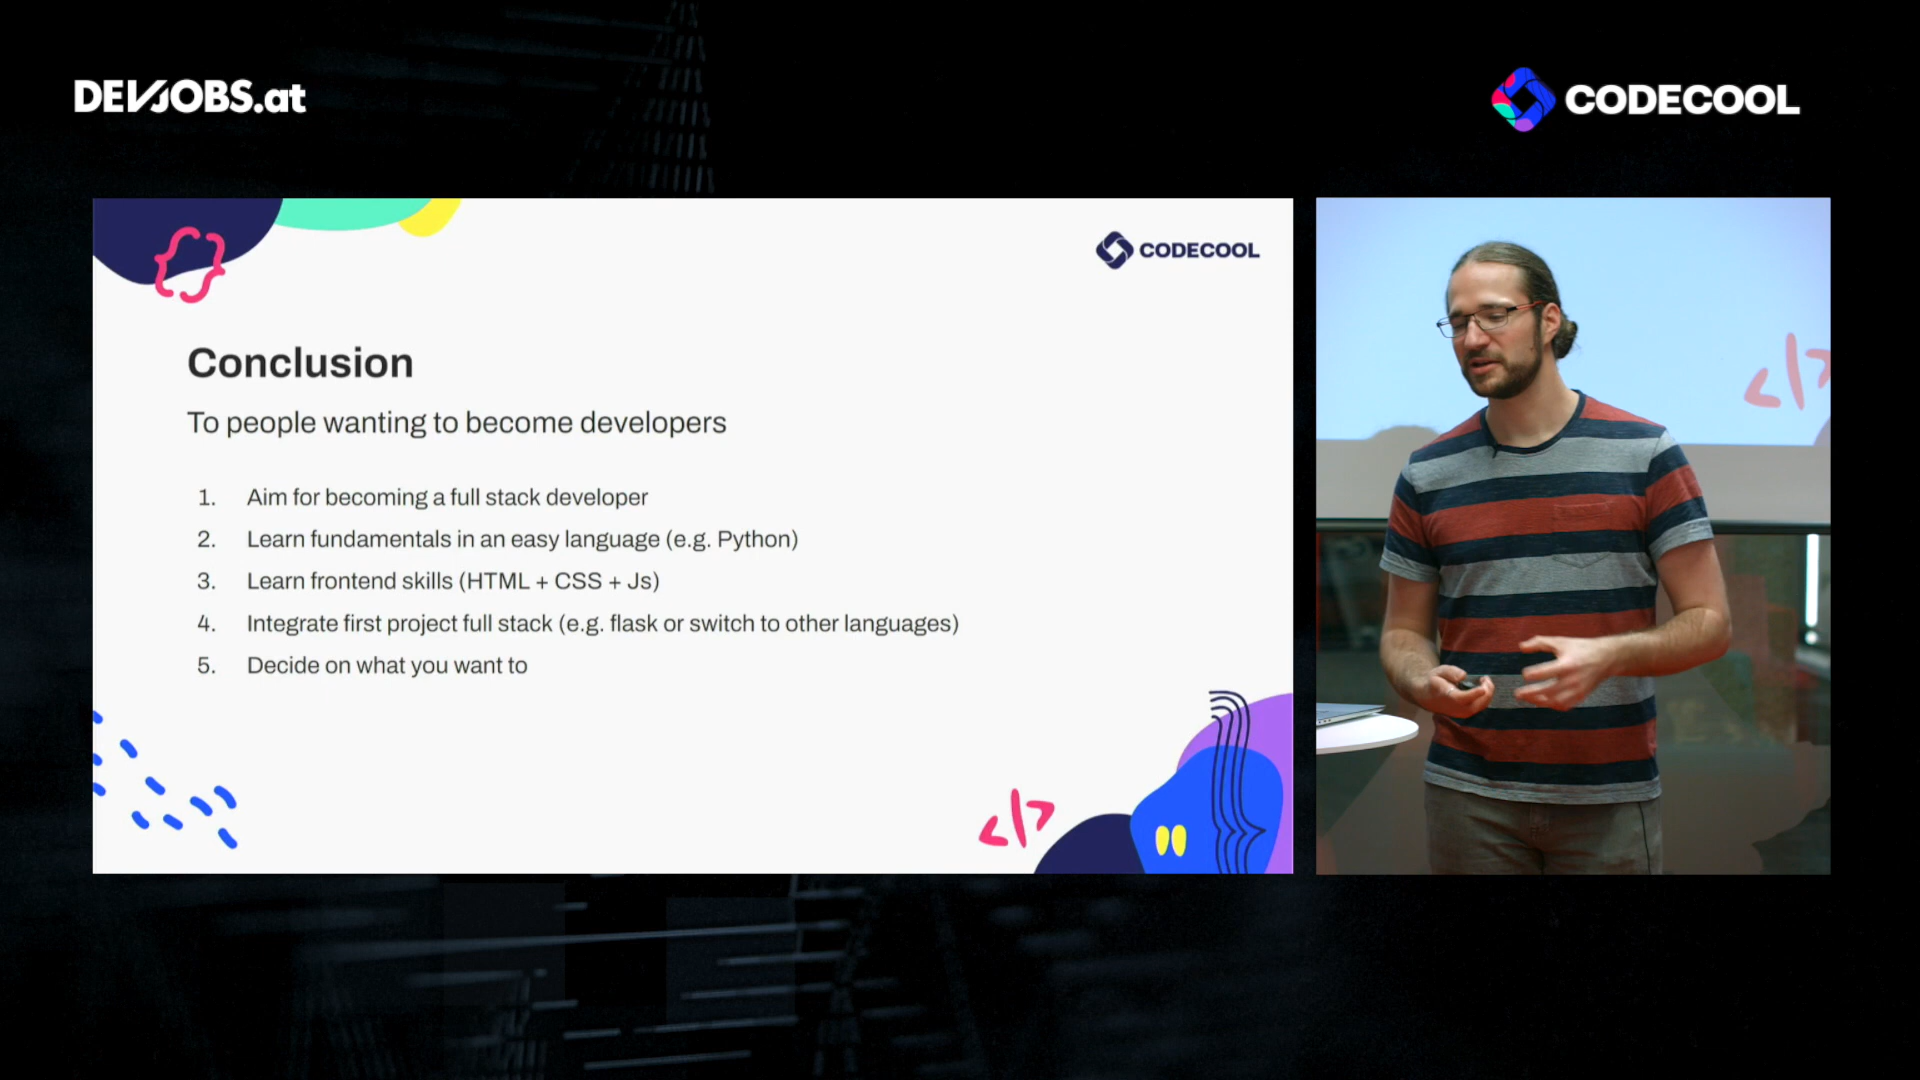 DEVJOBS.at
CODECOOL
CODECOOL
Conclusion
To people wanting to become developers
1. Aim for becoming a full stack developer
2. Learn fundamentals in an easy language (e.g. Python)
3. Learn frontend skills (HTML + CSS + Js)
4. Integrate first project full stack (e.g. flask or switch to other languages)
5. Decide on what you want to